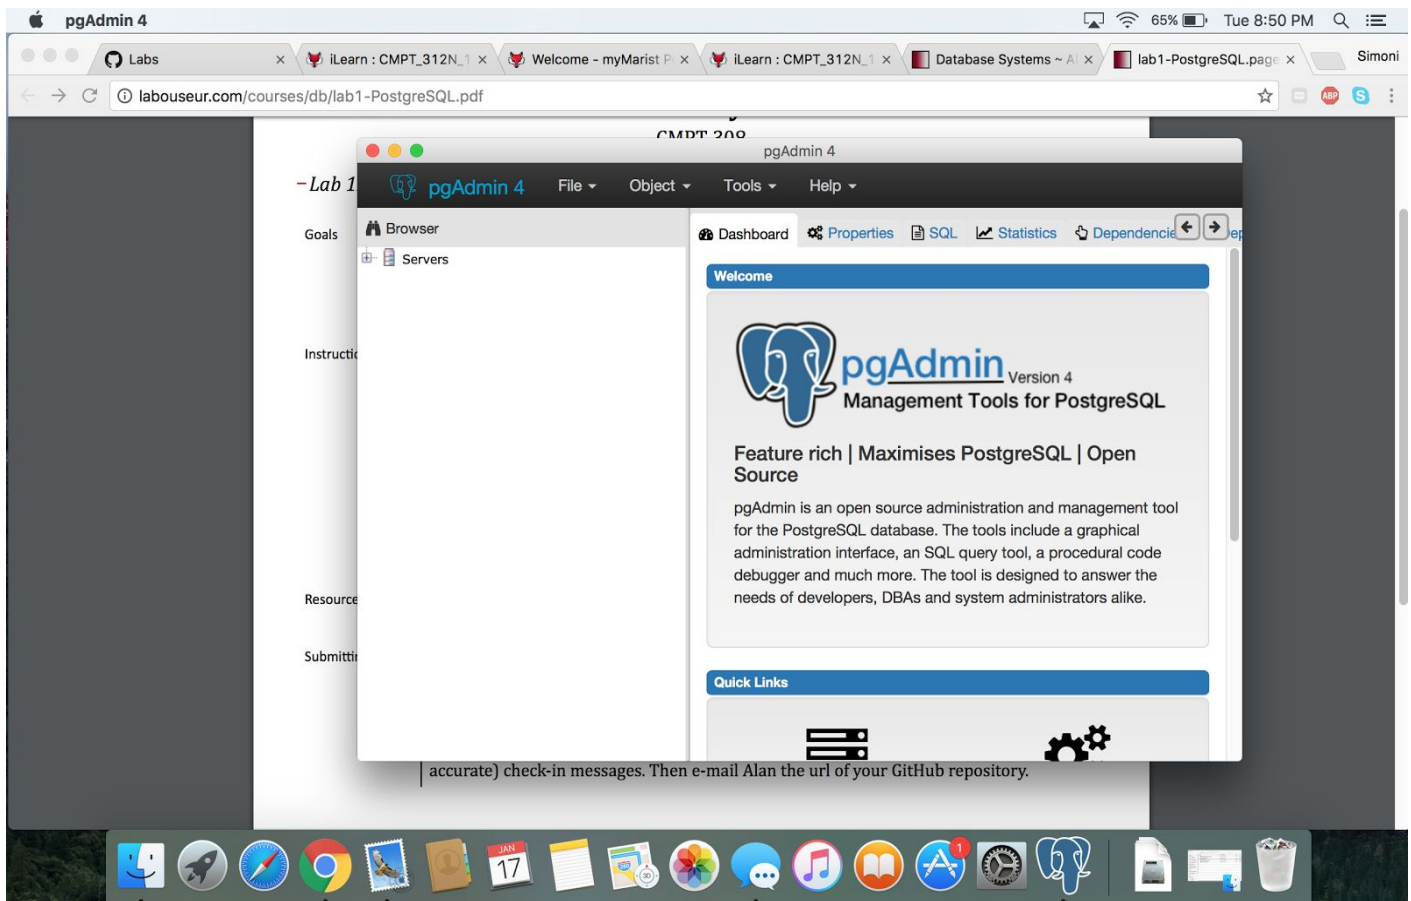 pgAdmin 4
65%
Tue 8:50 PM
Labs
iLearn : CMPT_312N_1
Welcome - myMarist P
iLearn : CMPT_312N_1
Database Systems ~ A
lab1-PostgreSQL.page
Simoni
labouseur.com/courses/db/lab1-PostgreSQL.pdf
ABP
CMPT 308
pgAdmin 4
Lab 1
pgAdmin 4
File
Object
Tools
Help
Goals
Browser
Dashboard
Properties
SQL
Statistics
Dependencie
Servers
Welcome
Instructio
pgAdmin Version 4
Management Tools for PostgreSQL
Feature rich | Maximises PostgreSQL | Open
Source
pgAdmin is an open source administration and management tool
for the PostgreSQL database. The tools include a graphical
administration interface, an SQL query tool, a procedural code
debugger and much more. The tool is designed to answer the
needs of developers, DBAs and system administrators alike.
Resource
Submittin
Quick Links
accurate) check-in messages. Then e-mail Alan the url of your GitHub repository.
JAN
17
1